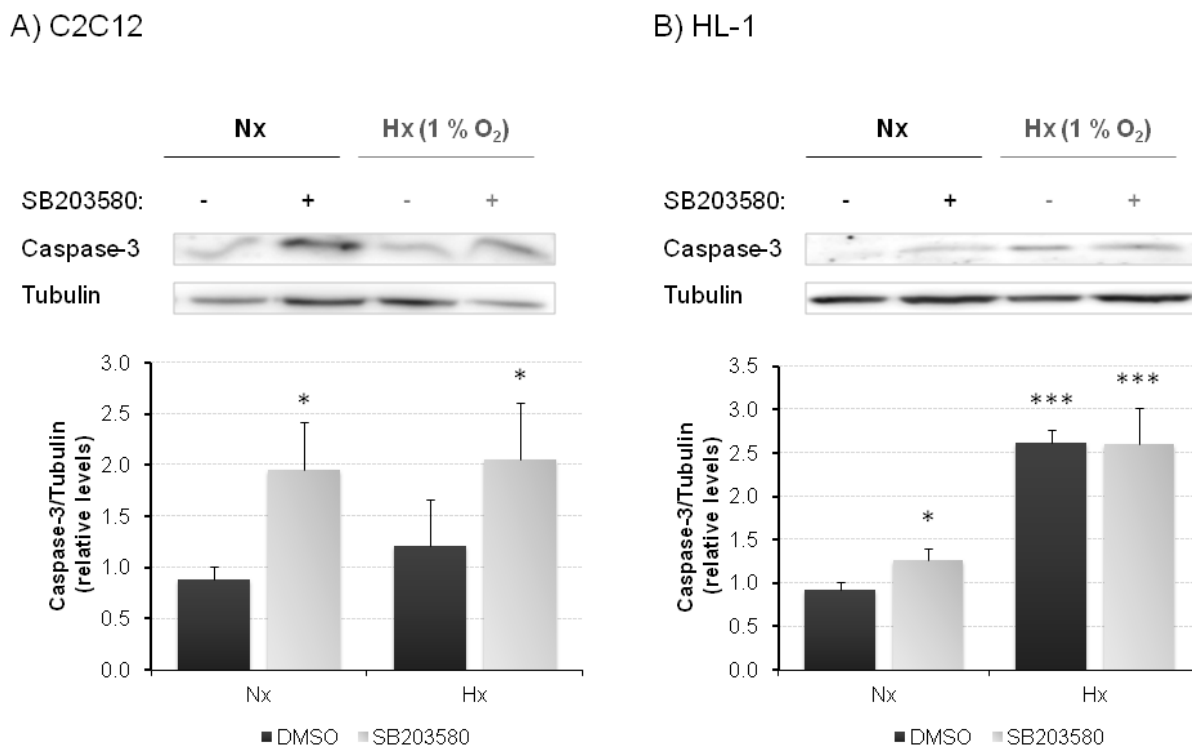 A) C2C12
Nx Hx (1 % O₂)
SB203580: - + - +
Caspase-3
Tubulin
Caspase-3/Tubulin
(relative levels)
3.0
2.5
2.0
1.5
1.0
0.5
0.0
* *
Nx Hx
DMSO SB203580
B) HL-1
Nx Hx (1 % O₂)
SB203580: - + - +
Caspase-3
Tubulin
Caspase-3/Tubulin
(relative levels)
3.5
3.0
2.5
2.0
1.5
1.0
0.5
0.0
* *** ***
Nx Hx
DMSO SB203580